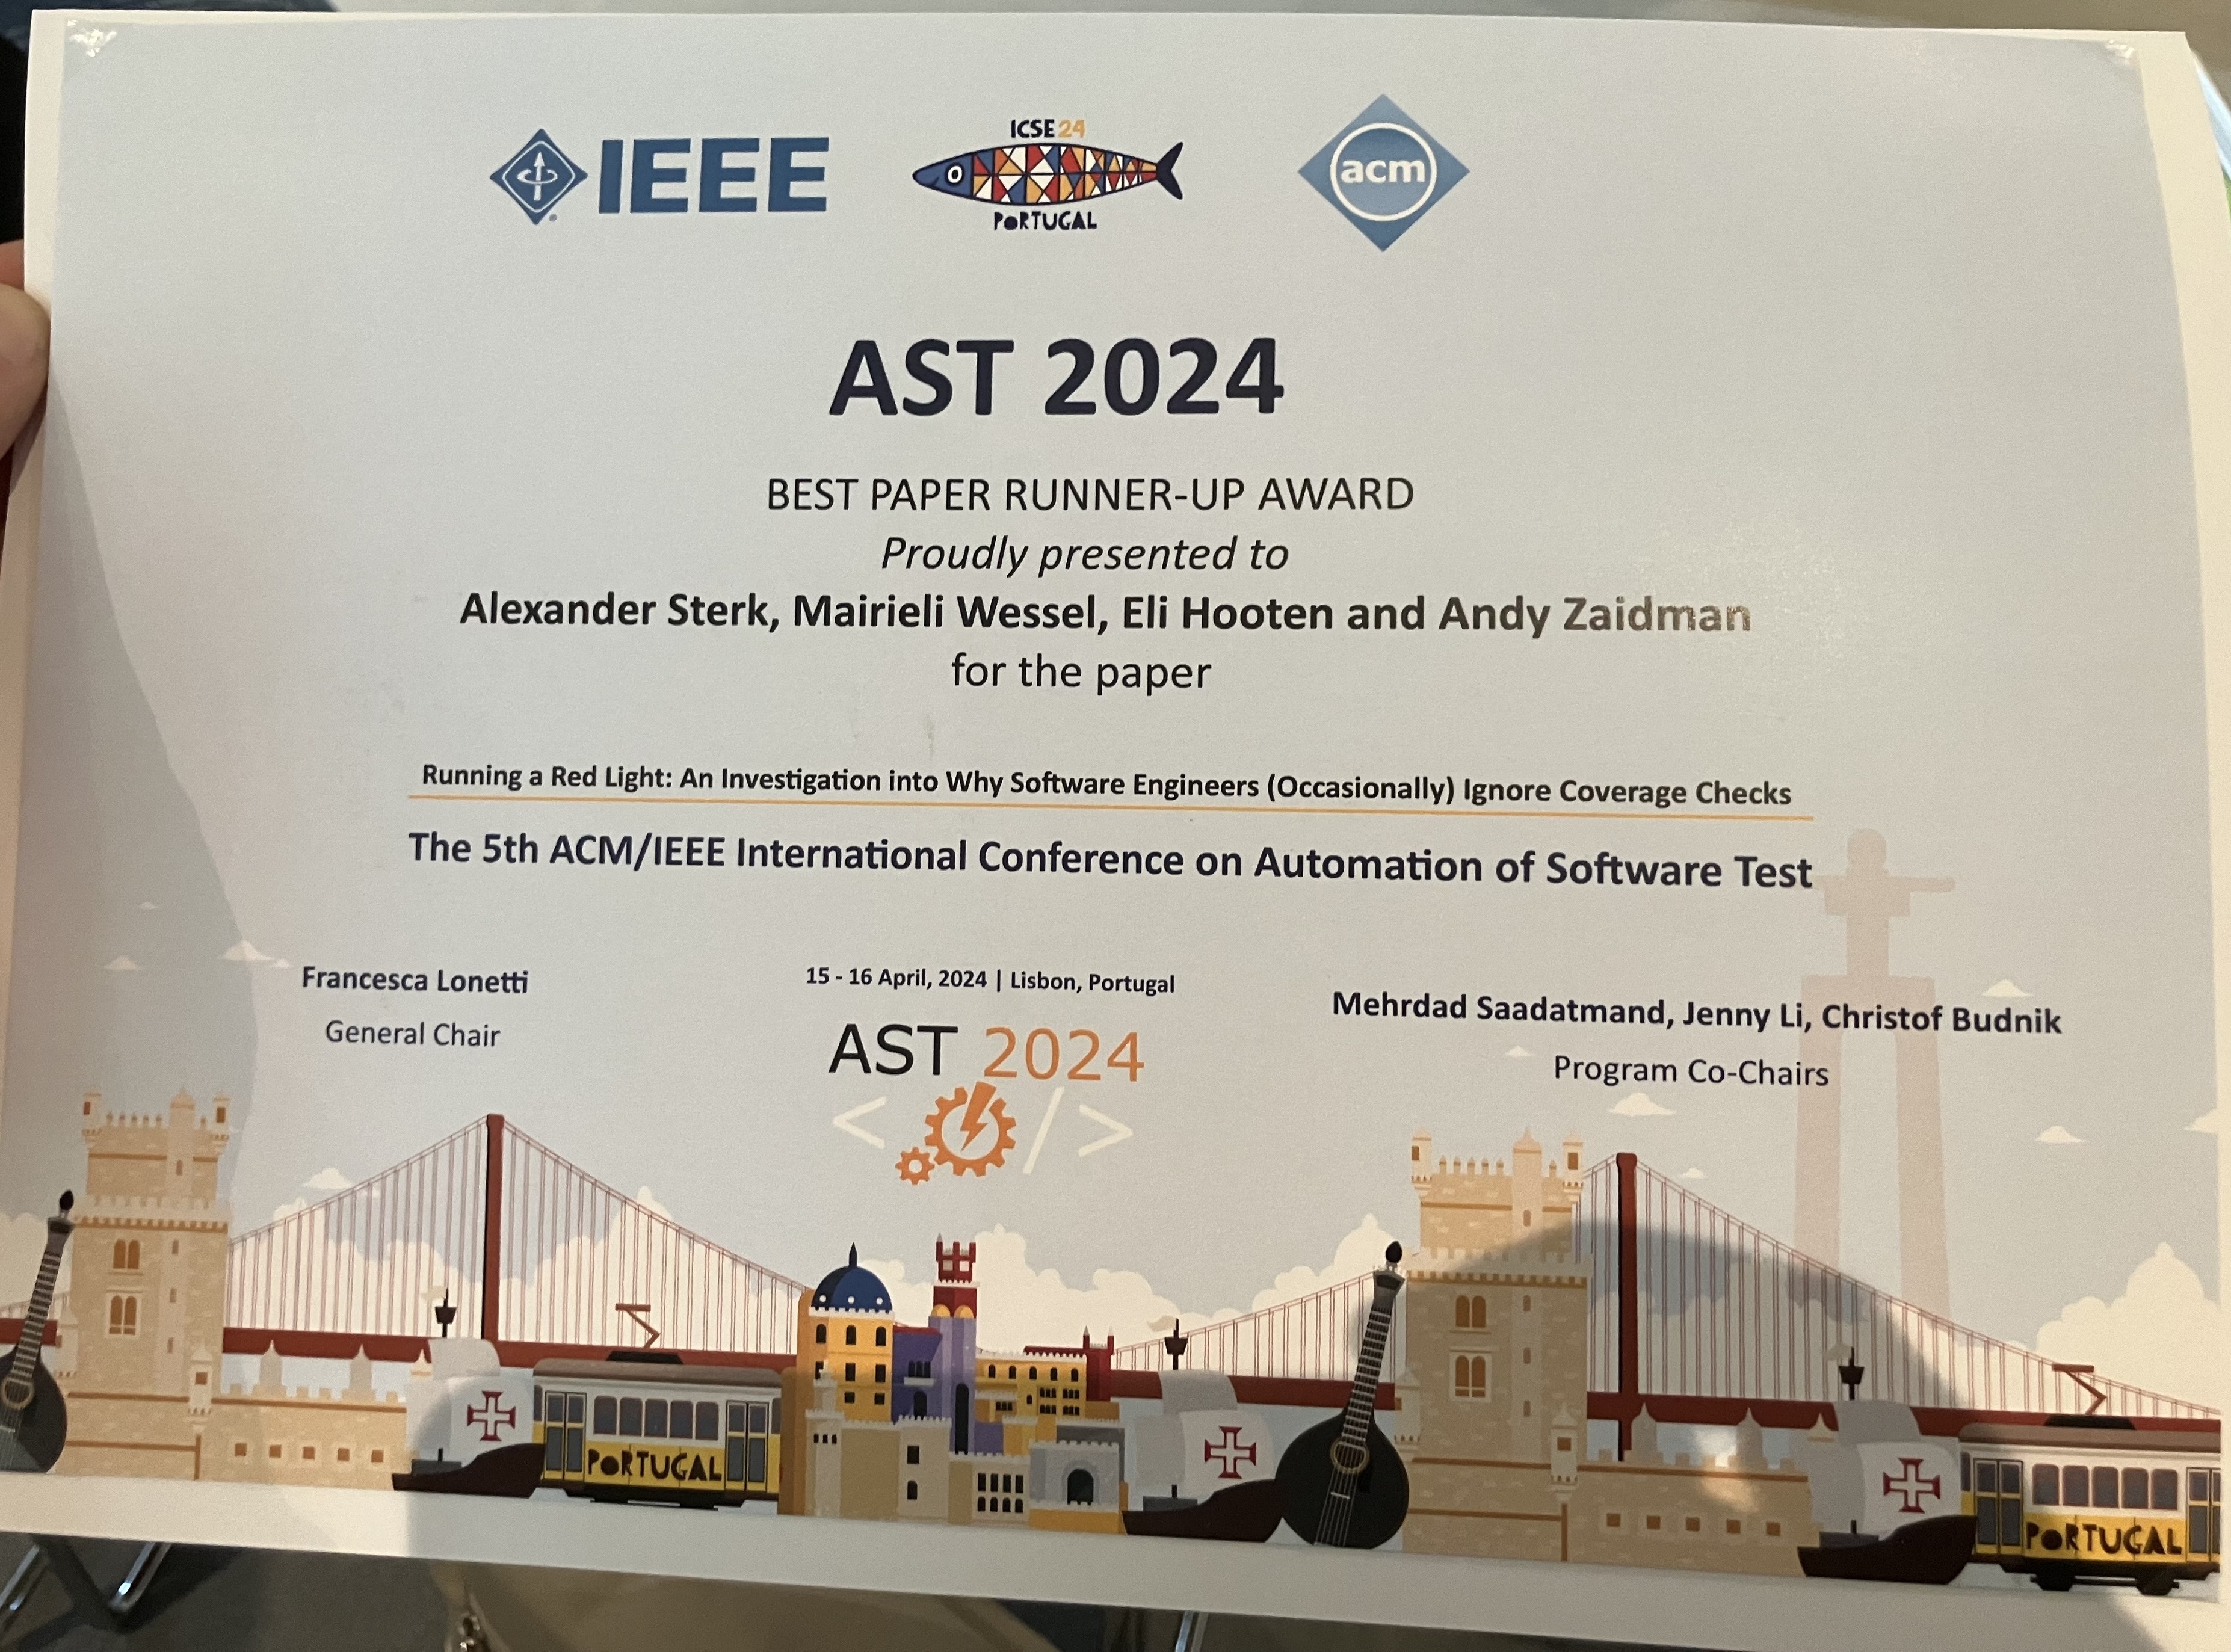 IEEE
ICSE 24
PORTUGAL
acm
AST 2024
BEST PAPER RUNNER-UP AWARD
Proudly presented to
Alexander Sterk, Mairieli Wessel, Eli Hooten and Andy Zaidman
for the paper
Running a Red Light: An Investigation into Why Software Engineers (Occasionally) Ignore Coverage Checks
The 5th ACM/IEEE International Conference on Automation of Software Test
Francesca Lonetti
General Chair
15 - 16 April, 2024 | Lisbon, Portugal
AST 2024
< />
Mehrdad Saadatmand, Jenny Li, Christof Budnik
Program Co-Chairs
PORTUGAL
PORTUGAL